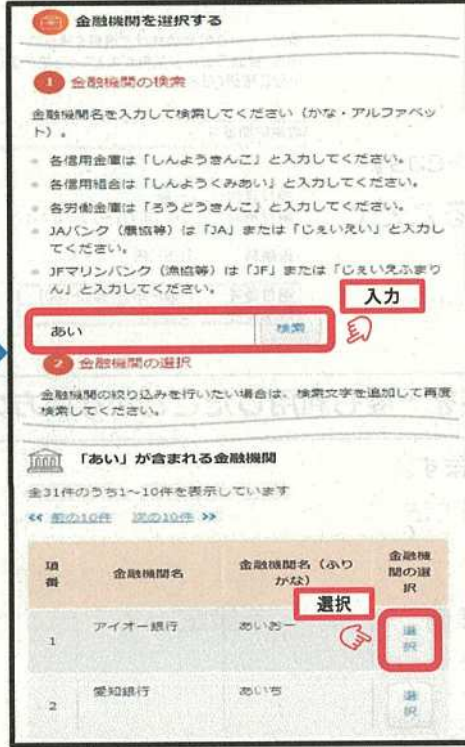 金融機関を選択する
1 金融機関の検索
金融機関名を入力して検索してください（かな・アルファベッ
ト）。
各信用金庫は「しんようきんこ」と入力してください。
各信用組合は「しんようくみあい」と入力してください。
各労働金庫は「ろうどうきんこ」と入力してください。
JAバンク（農協等）は「JA」または「じぇいえい」と入力し
てください。
JFマリンバンク（漁協等）は「JF」または「じぇいえふまり
ん」と入力してください。
入力
あい 検索
2 金融機関の選択
金融機関の絞り込みを行いたい場合は、検索文字を追加して再度
検索してください。
「あい」が含まれる金融機関
全31件のうち1～10件を表示しています
<< 前の10件 次の10件 >>
項番 金融機関名 金融機関名（ふりがな） 金融機関の選択
選択
1 アイオー銀行 あいおー 選択
2 愛知銀行 あいち 選択